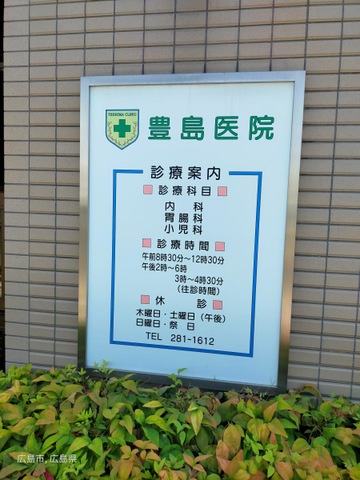 TESHIMA CLINIC
豊島医院
診療案内
診療科目
内科
胃腸科
小児科
診療時間
午前8時30分〜12時30分
午後2時〜6時
3時〜4時30分
(往診時間)
休診
木曜日・土曜日(午後)
日曜日・祭日
TEL 281-1612
広島市, 広島県